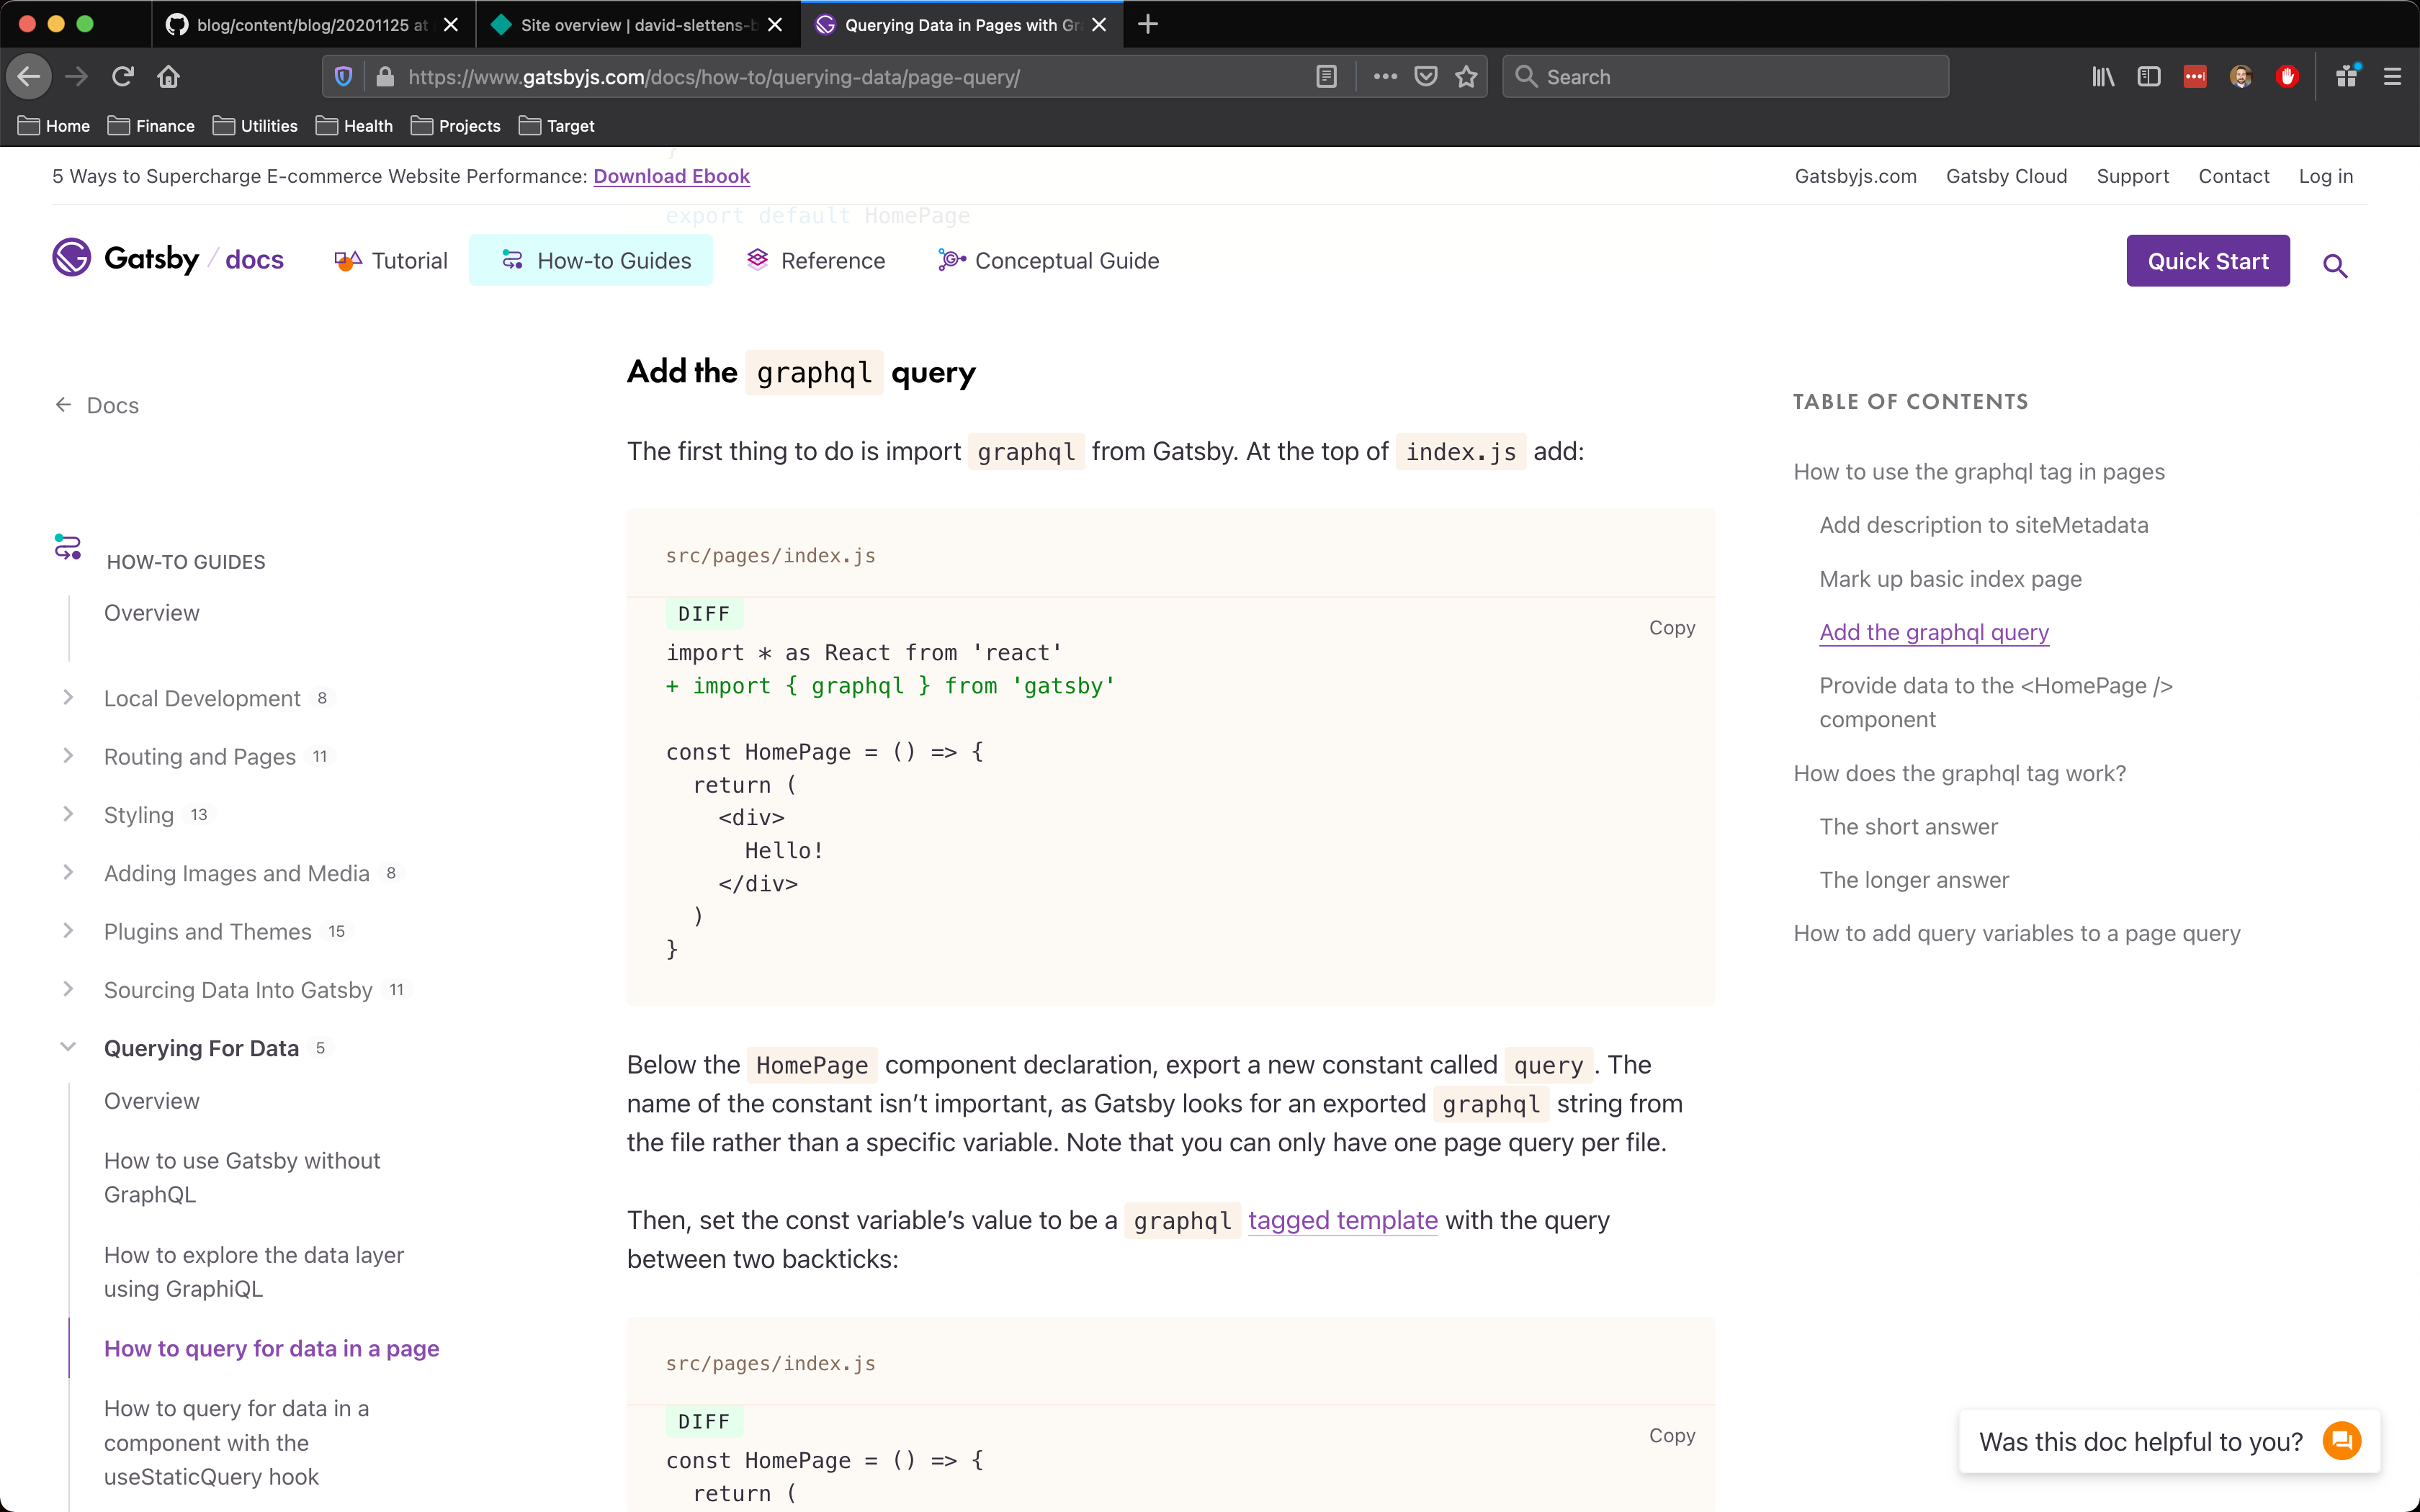 blog/content/blog/20201125 at
Site overview | david-slettens-b
Querying Data in Pages with Gr
https://www.gatsbyjs.com/docs/how-to/querying-data/page-query/
Search
Home
Finance
Utilities
Health
Projects
Target
5 Ways to Supercharge E-commerce Website Performance: Download Ebook
Gatsbyjs.com
Gatsby Cloud
Support
Contact
Log in
}
export default HomePage
Gatsby / docs
Tutorial
How-to Guides
Reference
Conceptual Guide
Quick Start
← Docs
HOW-TO GUIDES
Overview
Local Development 8
Routing and Pages 11
Styling 13
Adding Images and Media 8
Plugins and Themes 15
Sourcing Data Into Gatsby 11
Querying For Data 5
Overview
How to use Gatsby without
GraphQL
How to explore the data layer
using GraphiQL
How to query for data in a page
How to query for data in a
component with the
useStaticQuery hook
Add the graphql query
The first thing to do is import graphql from Gatsby. At the top of index.js add:
src/pages/index.js
DIFF
Copy
import * as React from 'react'
+ import { graphql } from 'gatsby'
const HomePage = () => {
return (
<div>
Hello!
</div>
)
}
Below the HomePage component declaration, export a new constant called query. The
name of the constant isn’t important, as Gatsby looks for an exported graphql string from
the file rather than a specific variable. Note that you can only have one page query per file.
Then, set the const variable’s value to be a graphql tagged template with the query
between two backticks:
src/pages/index.js
DIFF
Copy
const HomePage = () => {
return (
TABLE OF CONTENTS
How to use the graphql tag in pages
Add description to siteMetadata
Mark up basic index page
Add the graphql query
Provide data to the <HomePage />
component
How does the graphql tag work?
The short answer
The longer answer
How to add query variables to a page query
Was this doc helpful to you?